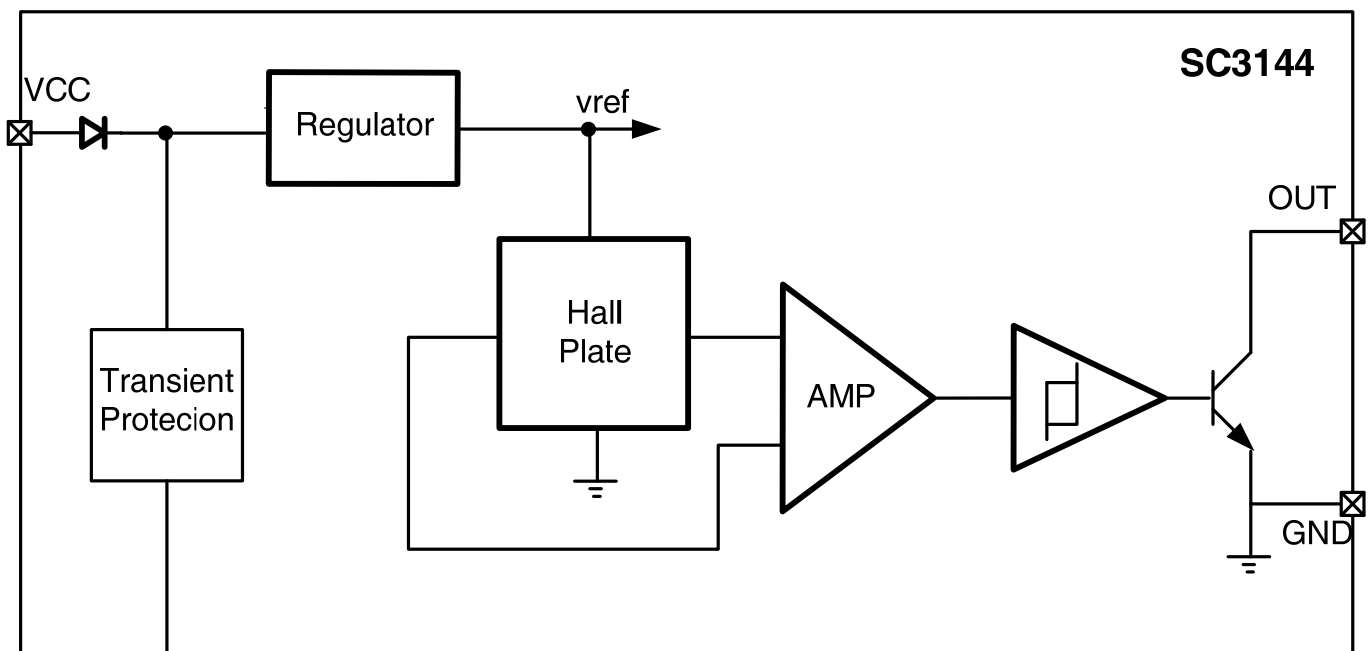 SC3144
VCC
Regulator
vref
OUT
Hall
Plate
Transient
Protecion
AMP
GND